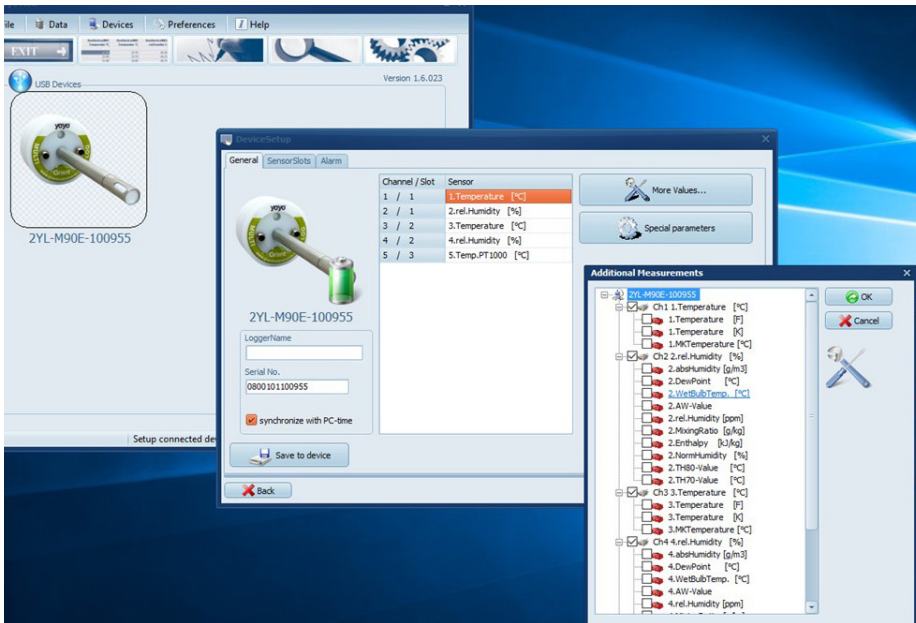 ile Data Devices Preferences Help
EXIT
USB Devices
Version 1.6.023
yoyo
MULTI
Grant
2YL-M90E-100955
Setup connected de
DeviceSetup
General SensorSlots Alarm
yoyo
MULTI
Grant
2YL-M90E-100955
LoggerName
Serial No.
0800101100955
synchronize with PC-time
Save to device
Back
Channel / Slot Sensor
1 / 1 1.Temperature [°C]
2 / 1 2.rel.Humidity [%]
3 / 2 3.Temperature [°C]
4 / 2 4.rel.Humidity [%]
5 / 3 5.Temp.PT1000 [°C]
More Values...
Special parameters
Additional Measurements
2YL-M90E-100955
Ch1 1.Temperature [°C]
1.Temperature [F]
1.Temperature [K]
1.MKTemperature [°C]
Ch2 2.rel.Humidity [%]
2.absHumidity [g/m3]
2.DewPoint [°C]
2.WetBulbTemp. [°C]
2.AW-Value
2.rel.Humidity [ppm]
2.MixingRatio [g/kg]
2.Enthalpy [kJ/kg]
2.NormHumidity [%]
2.TH80-Value [°C]
2.TH70-Value [°C]
Ch3 3.Temperature [°C]
3.Temperature [F]
3.Temperature [K]
3.MKTemperature [°C]
Ch4 4.rel.Humidity [%]
4.absHumidity [g/m3]
4.DewPoint [°C]
4.WetBulbTemp. [°C]
4.AW-Value
4.rel.Humidity [ppm]
OK
Cancel